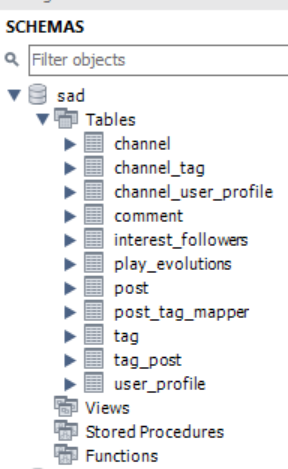 SCHEMAS
Filter objects
sad
Tables
channel
channel_tag
channel_user_profile
comment
interest_followers
play_evolutions
post
post_tag_mapper
tag
tag_post
user_profile
Views
Stored Procedures
Functions